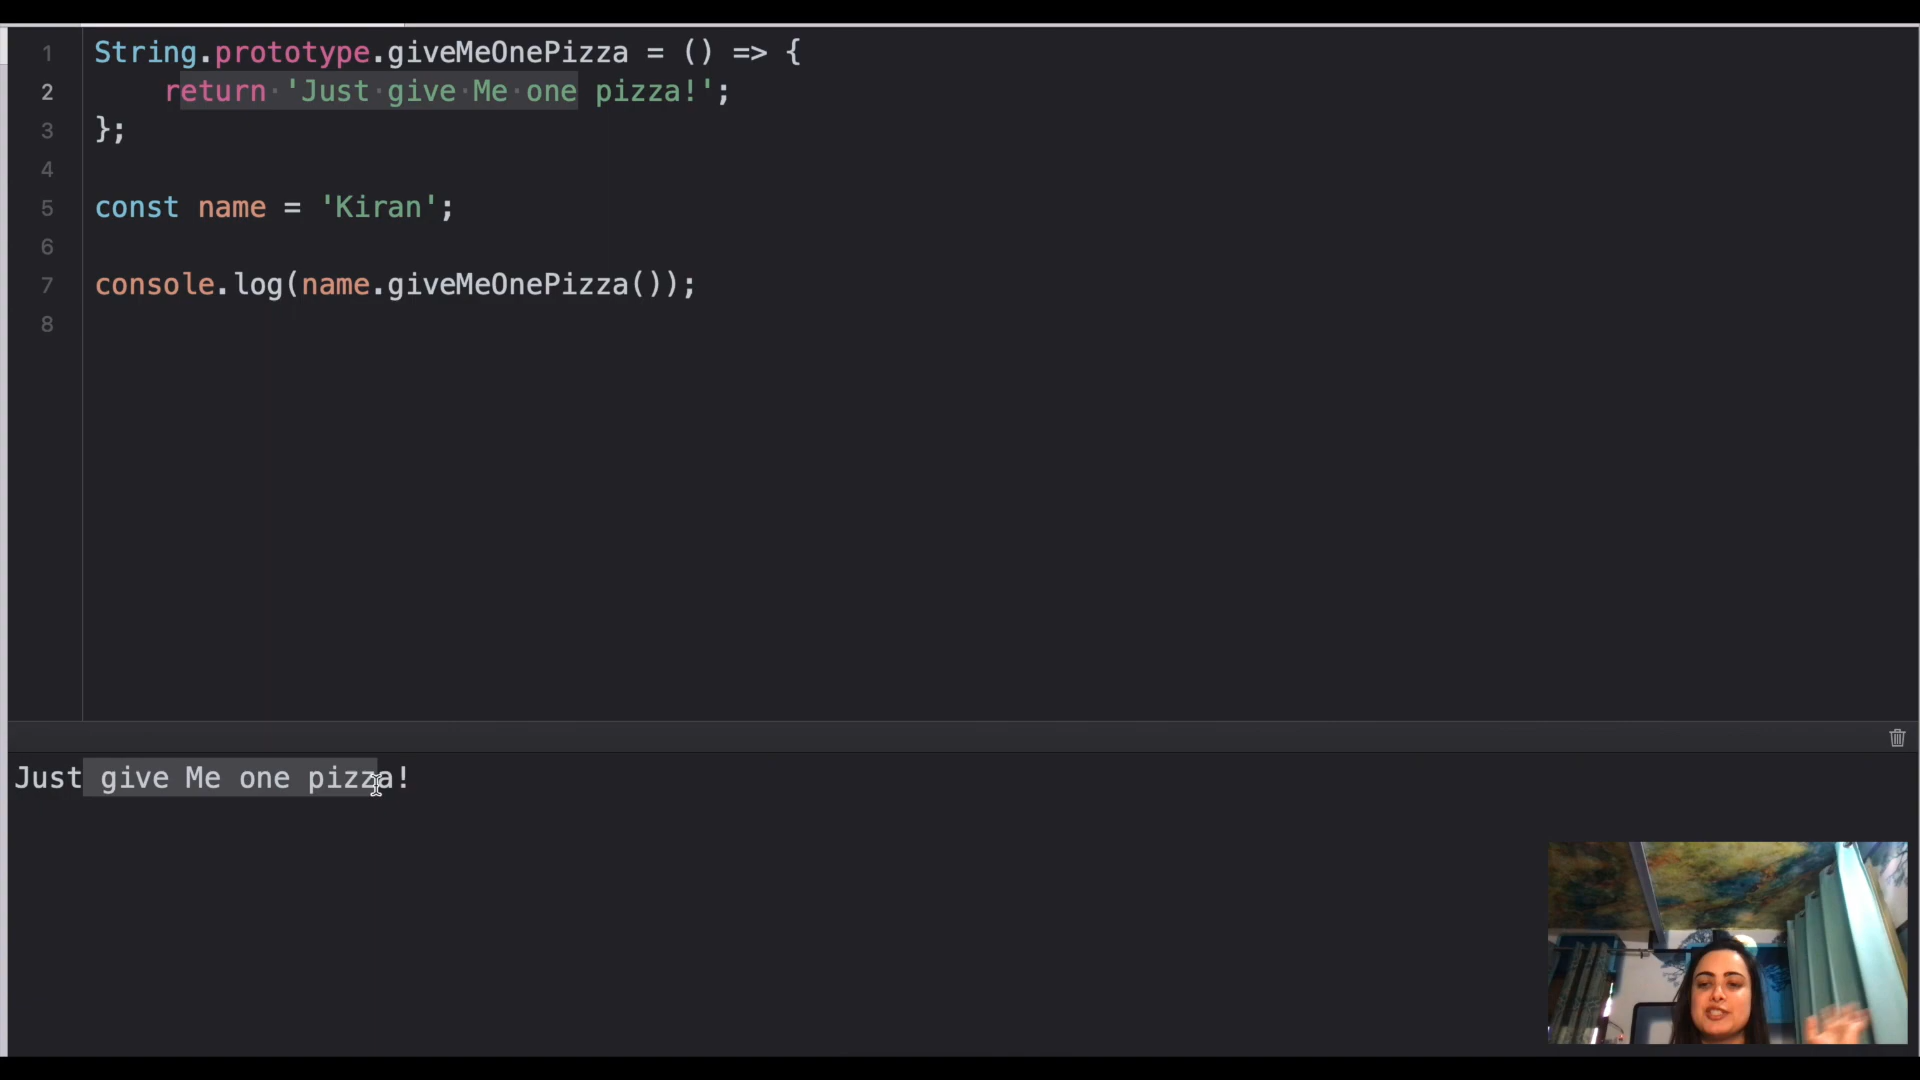 1 String.prototype.giveMeOnePizza = () => {
2 return 'Just give Me one pizza!';
3 };
4
5 const name = 'Kiran';
6
7 console.log(name.giveMeOnePizza());
8
Just give Me one pizza!